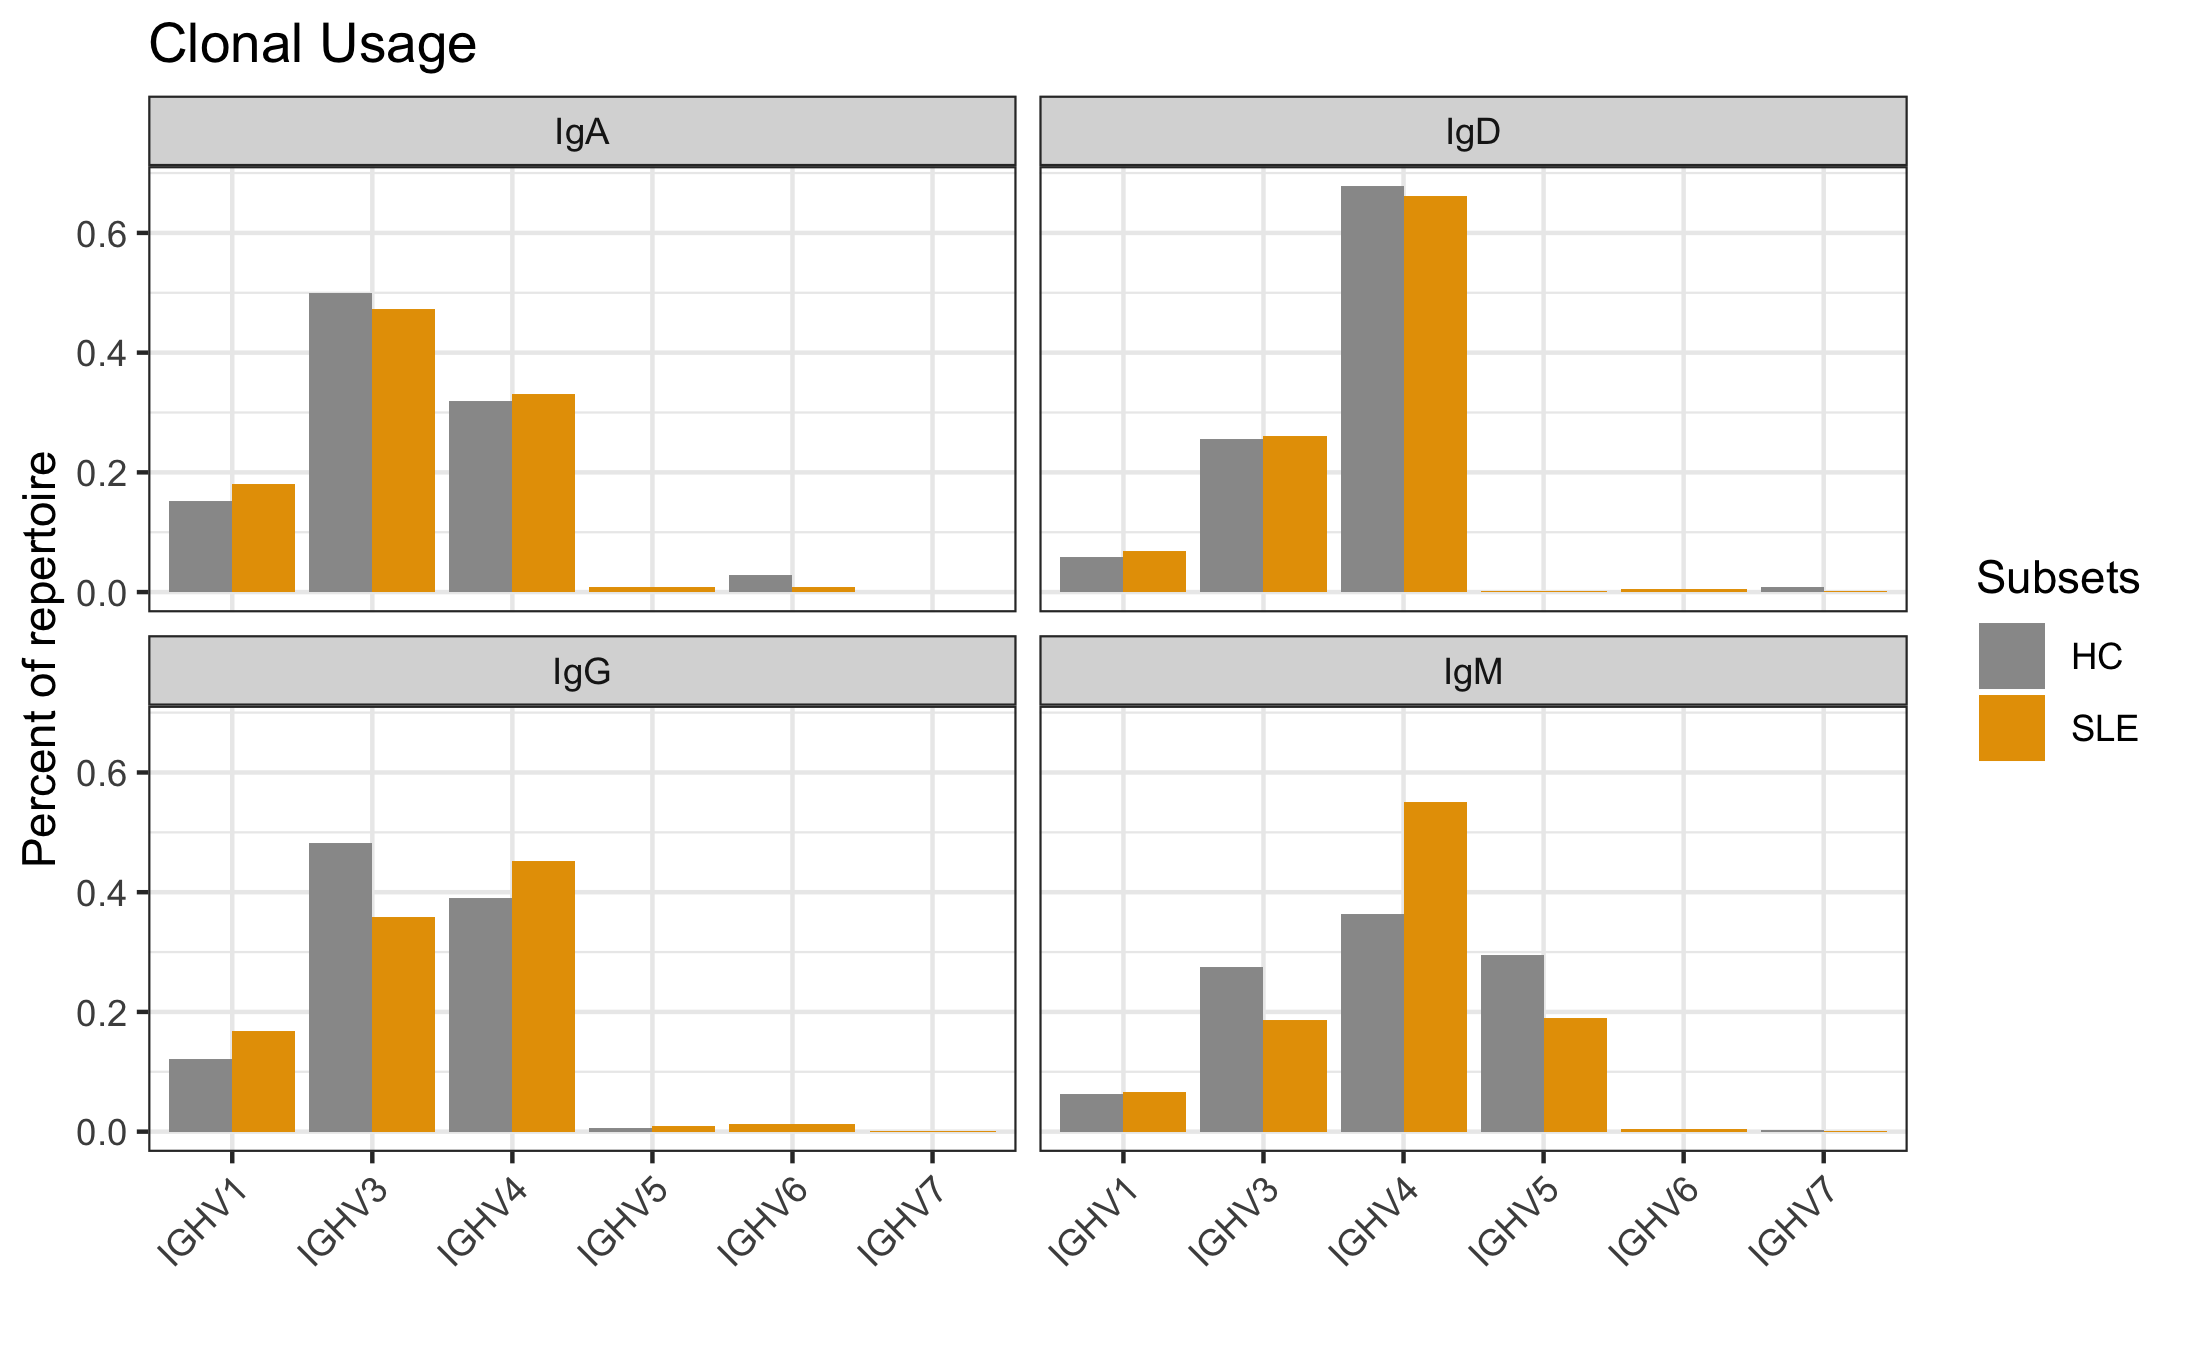 Clonal Usage
IgA
IgD
0.6
0.4
0.2
0.0
IgG
IgM
0.6
0.4
0.2
0.0
Percent of repertoire
IGHV1
IGHV3
IGHV4
IGHV5
IGHV6
IGHV7
IGHV1
IGHV3
IGHV4
IGHV5
IGHV6
IGHV7
Subsets
HC
SLE